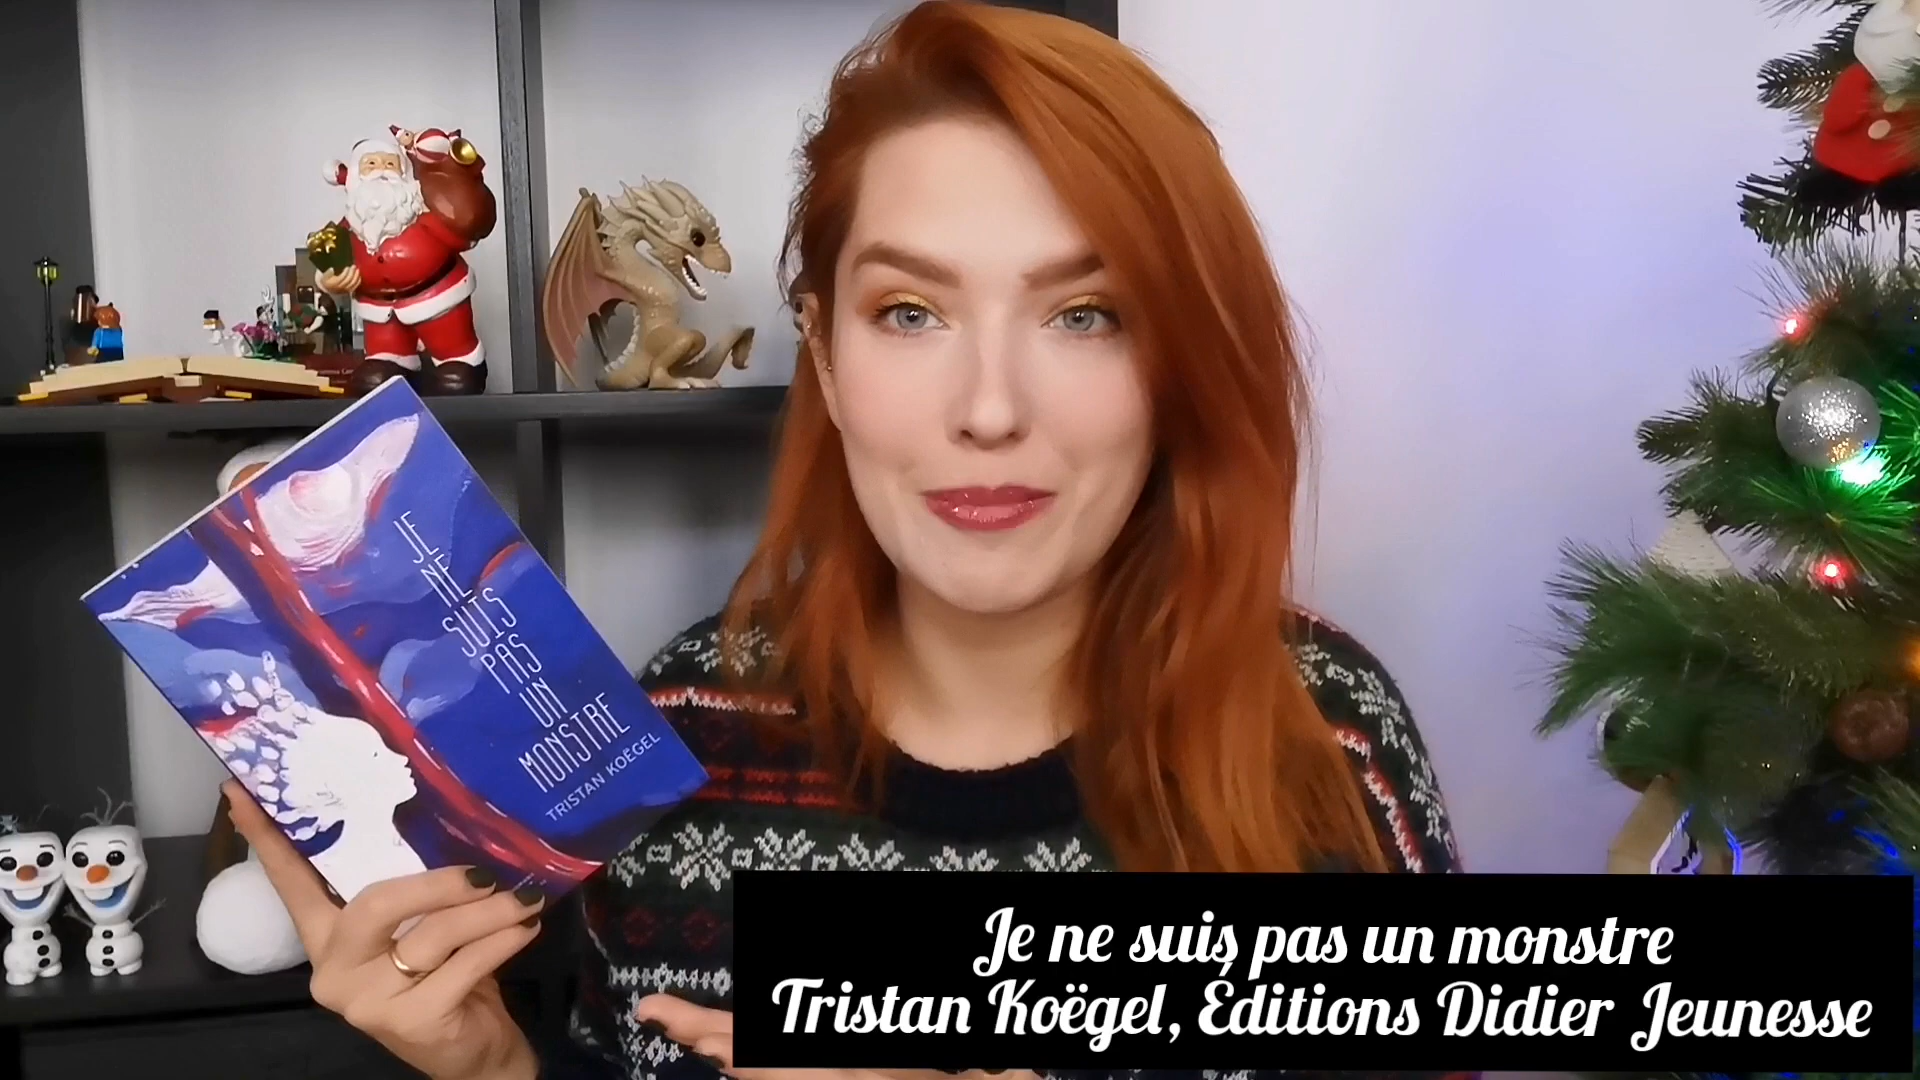 JE
NE
SUIS
PAS
UN
MONSTRE
TRISTAN KOËGEL
Je ne suis pas un monstre
Tristan Koëgel, Éditions Didier Jeunesse